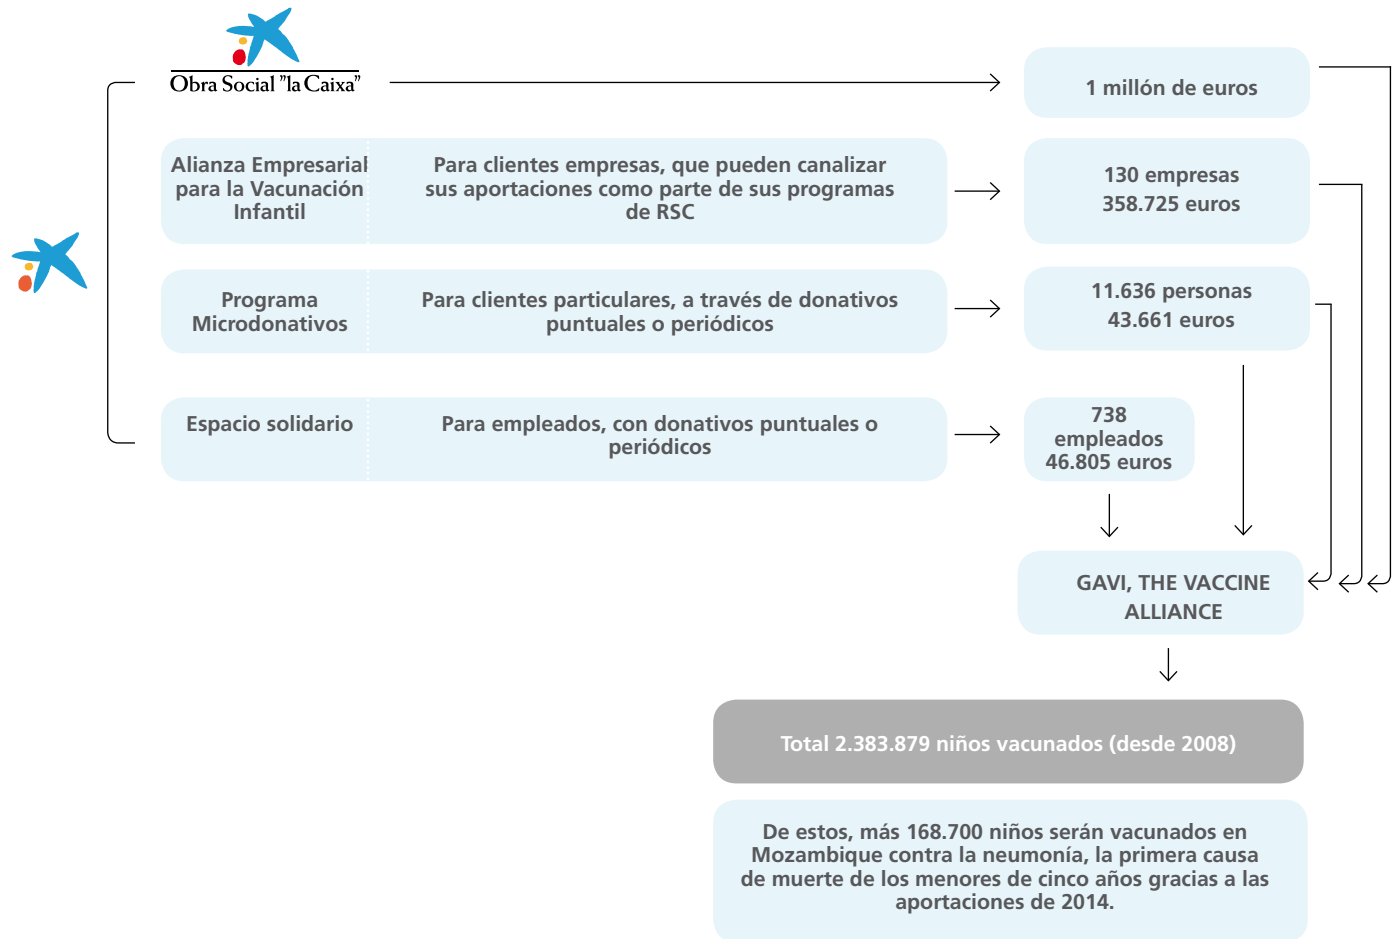 Obra Social "la Caixa"
1 millón de euros
Alianza Empresarial
para la Vacunación
Infantil
Para clientes empresas, que pueden canalizar
sus aportaciones como parte de sus programas
de RSC
130 empresas
358.725 euros
Programa
Microdonativos
Para clientes particulares, a través de donativos
puntuales o periódicos
11.636 personas
43.661 euros
Espacio solidario
Para empleados, con donativos puntuales o
periódicos
738
empleados
46.805 euros
GAVI, THE VACCINE
ALLIANCE
Total 2.383.879 niños vacunados (desde 2008)
De estos, más 168.700 niños serán vacunados en
Mozambique contra la neumonía, la primera causa
de muerte de los menores de cinco años gracias a las
aportaciones de 2014.